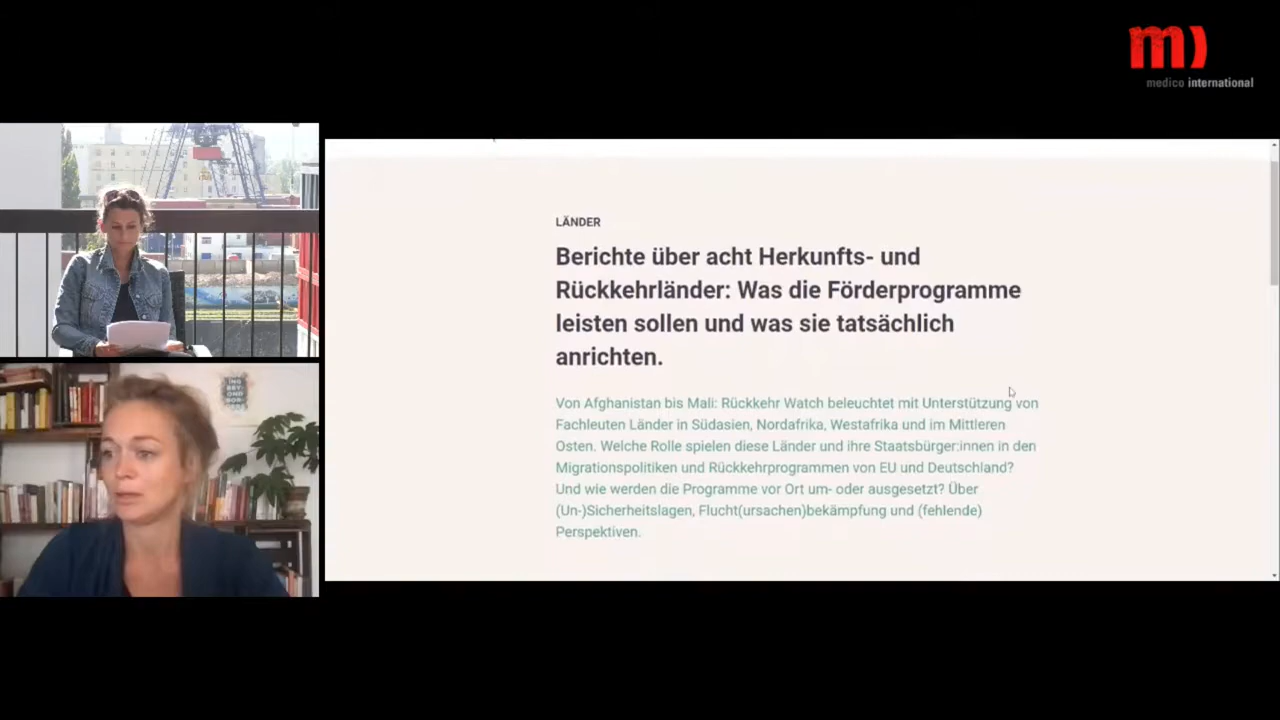 m)
medico international
LÄNDER
Berichte über acht Herkunfts- und
Rückkehrländer: Was die Förderprogramme
leisten sollen und was sie tatsächlich
anrichten.
Von Afghanistan bis Mali: Rückkehr Watch beleuchtet mit Unterstützung von
Fachleuten Länder in Südasien, Nordafrika, Westafrika und im Mittleren
Osten. Welche Rolle spielen diese Länder und ihre Staatsbürger:innen in den
Migrationspolitiken und Rückkehrprogrammen von EU und Deutschland?
Und wie werden die Programme vor Ort um- oder ausgesetzt? Über
(Un-)Sicherheitslagen, Flucht(ursachen)bekämpfung und (fehlende)
Perspektiven.